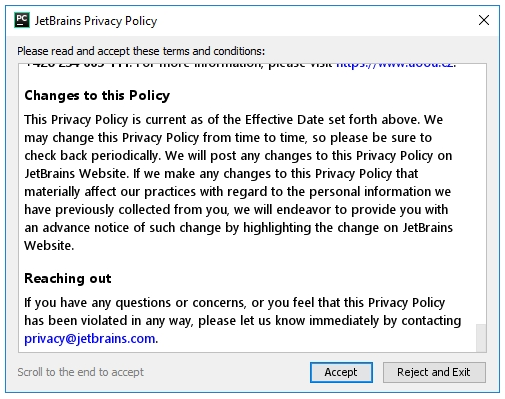 PC JetBrains Privacy Policy
Please read and accept these terms and conditions:
For more information, please visit https://www.uoou.cz.
Changes to this Policy
This Privacy Policy is current as of the Effective Date set forth above. We
may change this Privacy Policy from time to time, so please be sure to
check back periodically. We will post any changes to this Privacy Policy on
JetBrains Website. If we make any changes to this Privacy Policy that
materially affect our practices with regard to the personal information we
have previously collected from you, we will endeavor to provide you with
an advance notice of such change by highlighting the change on JetBrains
Website.
Reaching out
If you have any questions or concerns, or you feel that this Privacy Policy
has been violated in any way, please let us know immediately by contacting
privacy@jetbrains.com.
Scroll to the end to accept
Accept
Reject and Exit